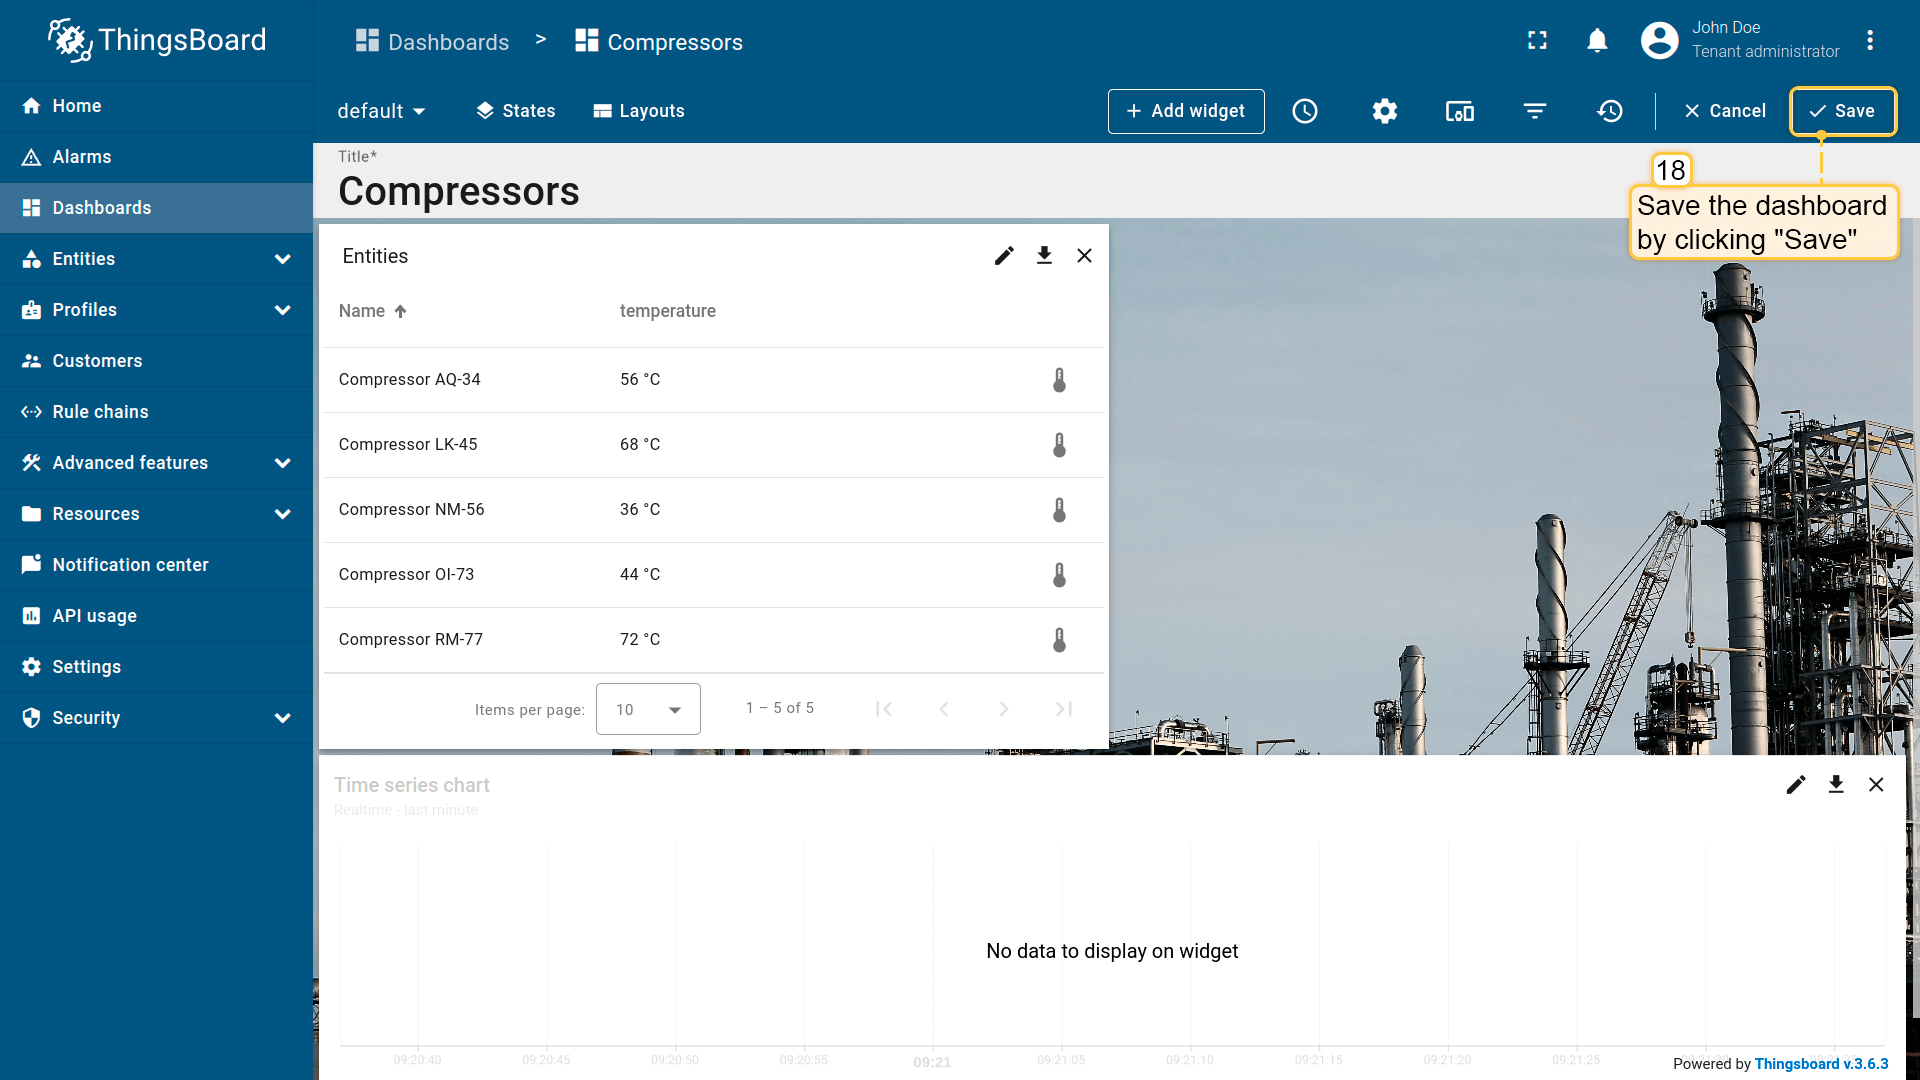 ThingsBoard
Dashboards > Compressors
John Doe
Tenant administrator
default
States
Layouts
+ Add widget
Cancel
Save
18
Save the dashboard
by clicking "Save"
Home
Alarms
Dashboards
Entities
Profiles
Customers
Rule chains
Advanced features
Resources
Notification center
API usage
Settings
Security
Title*
Compressors
Entities
Name temperature
Compressor AQ-34 56 °C
Compressor LK-45 68 °C
Compressor NM-56 36 °C
Compressor OI-73 44 °C
Compressor RM-77 72 °C
Items per page: 10 1 – 5 of 5
Time series chart
Realtime - last minute
No data to display on widget
09:20:40 09:20:45 09:20:50 09:20:55 09:21 09:21:05 09:21:10 09:21:15 09:21:20 09:21:25
Powered by Thingsboard v.3.6.3